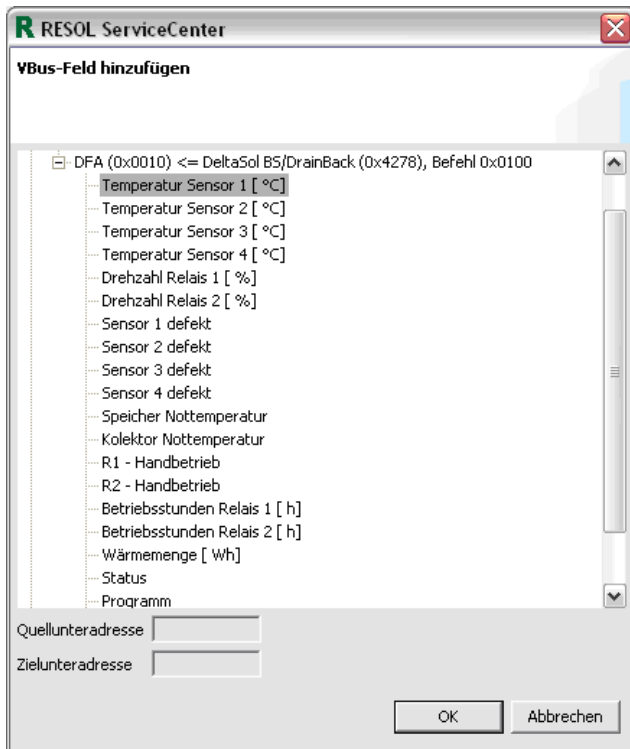 RESOL ServiceCenter
VBus-Feld hinzufügen
DFA (0x0010) <= DeltaSol BS/DrainBack (0x4278), Befehl 0x0100
Temperatur Sensor 1 [ °C]
Temperatur Sensor 2 [ °C]
Temperatur Sensor 3 [ °C]
Temperatur Sensor 4 [ °C]
Drehzahl Relais 1 [ %]
Drehzahl Relais 2 [ %]
Sensor 1 defekt
Sensor 2 defekt
Sensor 3 defekt
Sensor 4 defekt
Speicher Nottemperatur
Kolektor Nottemperatur
R1 - Handbetrieb
R2 - Handbetrieb
Betriebsstunden Relais 1 [ h]
Betriebsstunden Relais 2 [ h]
Wärmemenge [ Wh]
Status
Programm
Quellunteradresse
Zielunteradresse
OK Abbrechen